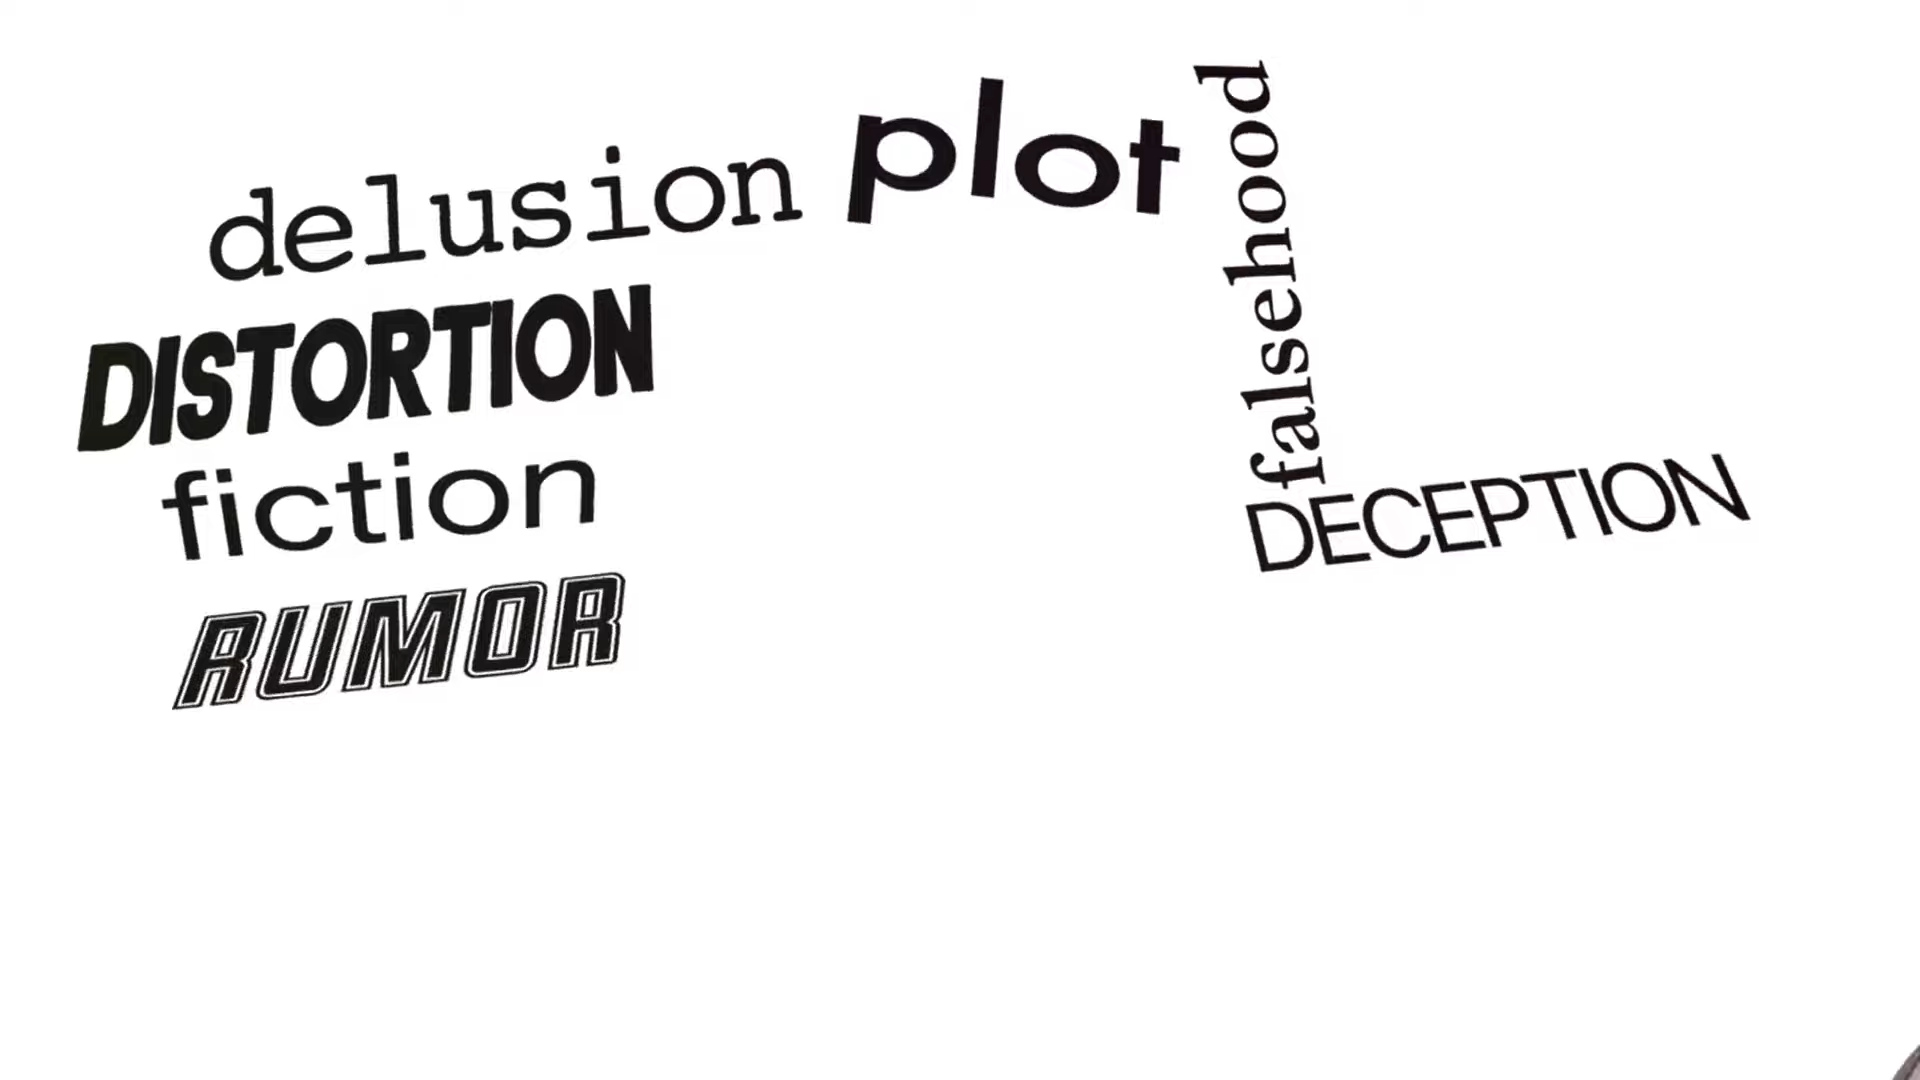 delusion
plot
falsehood
DISTORTION
fiction
DECEPTION
RUMOR